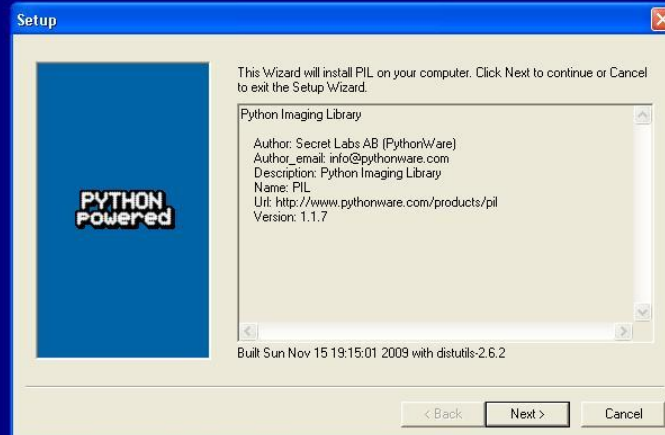 Setup
This Wizard will install PIL on your computer. Click Next to continue or Cancel
to exit the Setup Wizard.
Python Imaging Library
Author: Secret Labs AB (PythonWare)
Author_email: info@pythonware.com
Description: Python Imaging Library
Name: PIL
Url: http://www.pythonware.com/products/pil
Version: 1.1.7
PYTHON
Powered
Built Sun Nov 15 19:15:01 2009 with distutils-2.6.2
< Back
Next >
Cancel